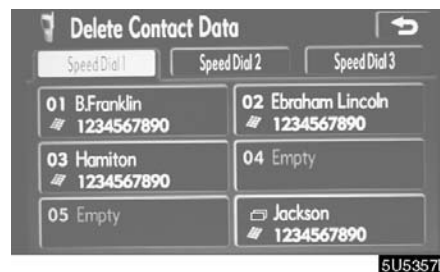 Delete Contact Data
Speed Dial 1 Speed Dial 2 Speed Dial 3
01 B.Franklin
1234567890
02 Ebraham Lincoln
1234567890
03 Hamiton
1234567890
04 Empty
05 Empty
Jackson
1234567890
5U5357